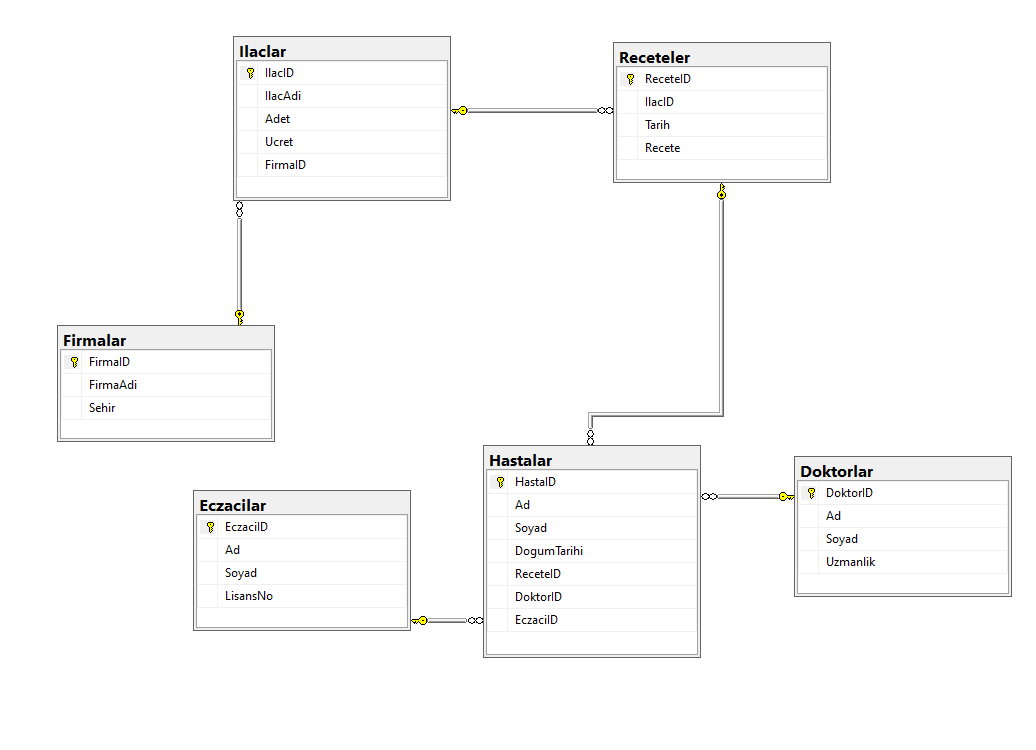 Ilaclar
IlacID
IlacAdi
Adet
Ucret
FirmaID
Receteler
ReceteID
IlacID
Tarih
Recete
Firmalar
FirmaID
FirmaAdi
Sehir
Eczacilar
EczaciID
Ad
Soyad
LisansNo
Hastalar
HastaID
Ad
Soyad
DogumTarihi
ReceteID
DoktorID
EczaciID
Doktorlar
DoktorID
Ad
Soyad
Uzmanlik